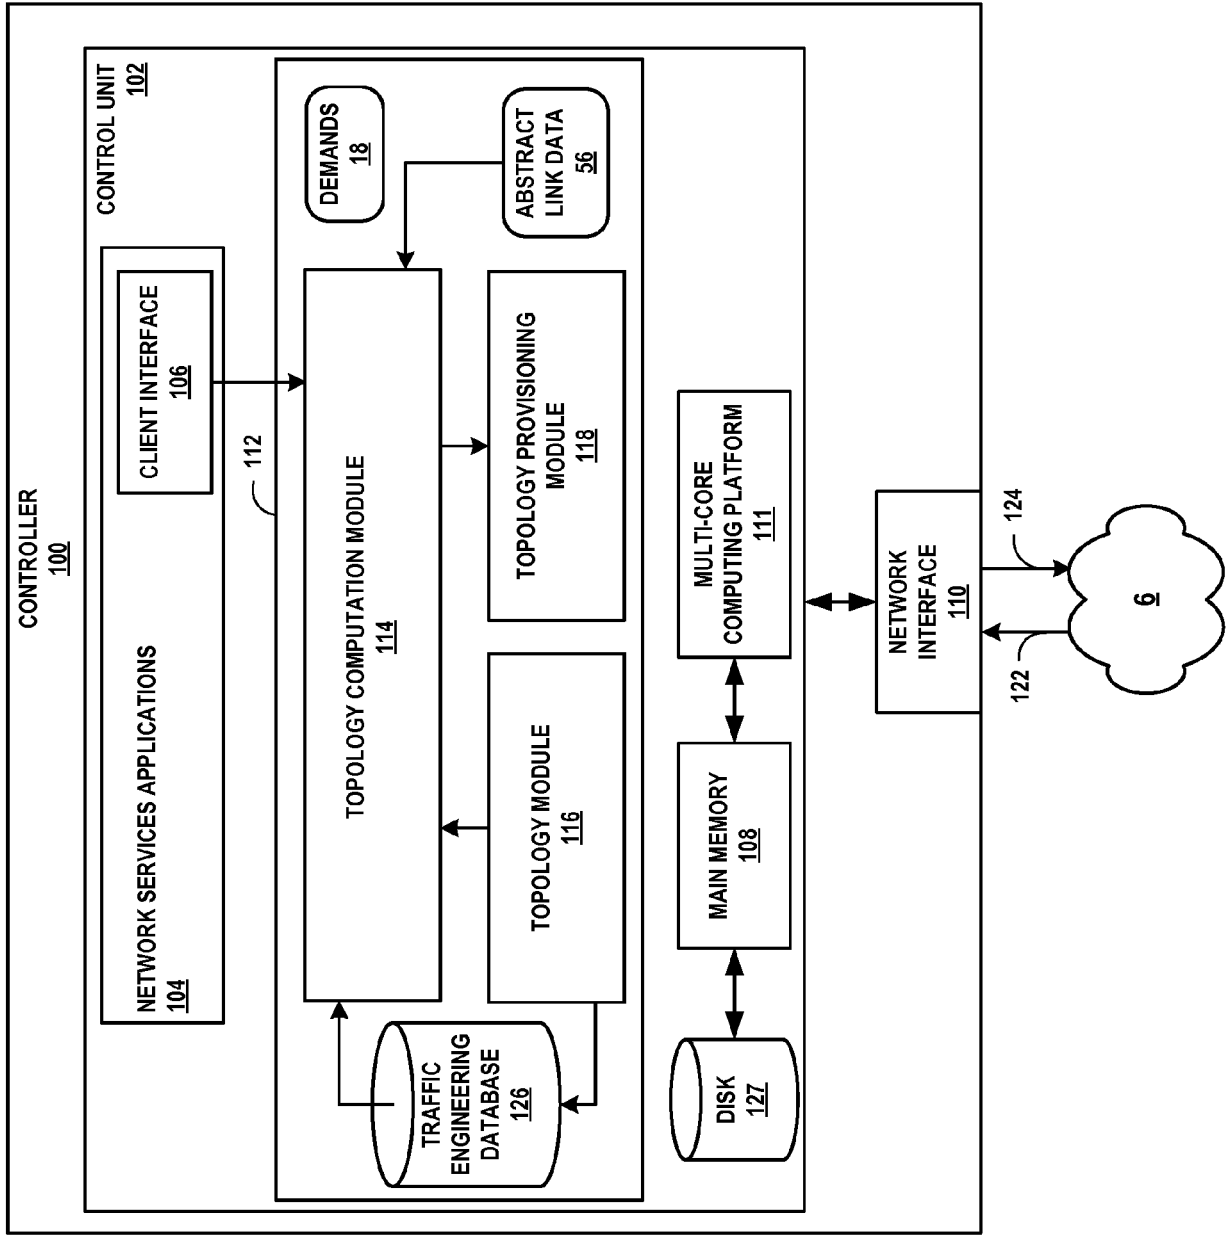 CONTROLLER
100
CONTROL UNIT
102
NETWORK SERVICES APPLICATIONS
104
CLIENT INTERFACE
106
112
TOPOLOGY COMPUTATION MODULE
114
DEMANDS
18
ABSTRACT
LINK DATA
56
TRAFFIC
ENGINEERING
DATABASE
126
TOPOLOGY MODULE
116
TOPOLOGY PROVISIONING
MODULE
118
DISK
127
MAIN MEMORY
108
MULTI-CORE
COMPUTING PLATFORM
111
NETWORK
INTERFACE
110
122
124
6